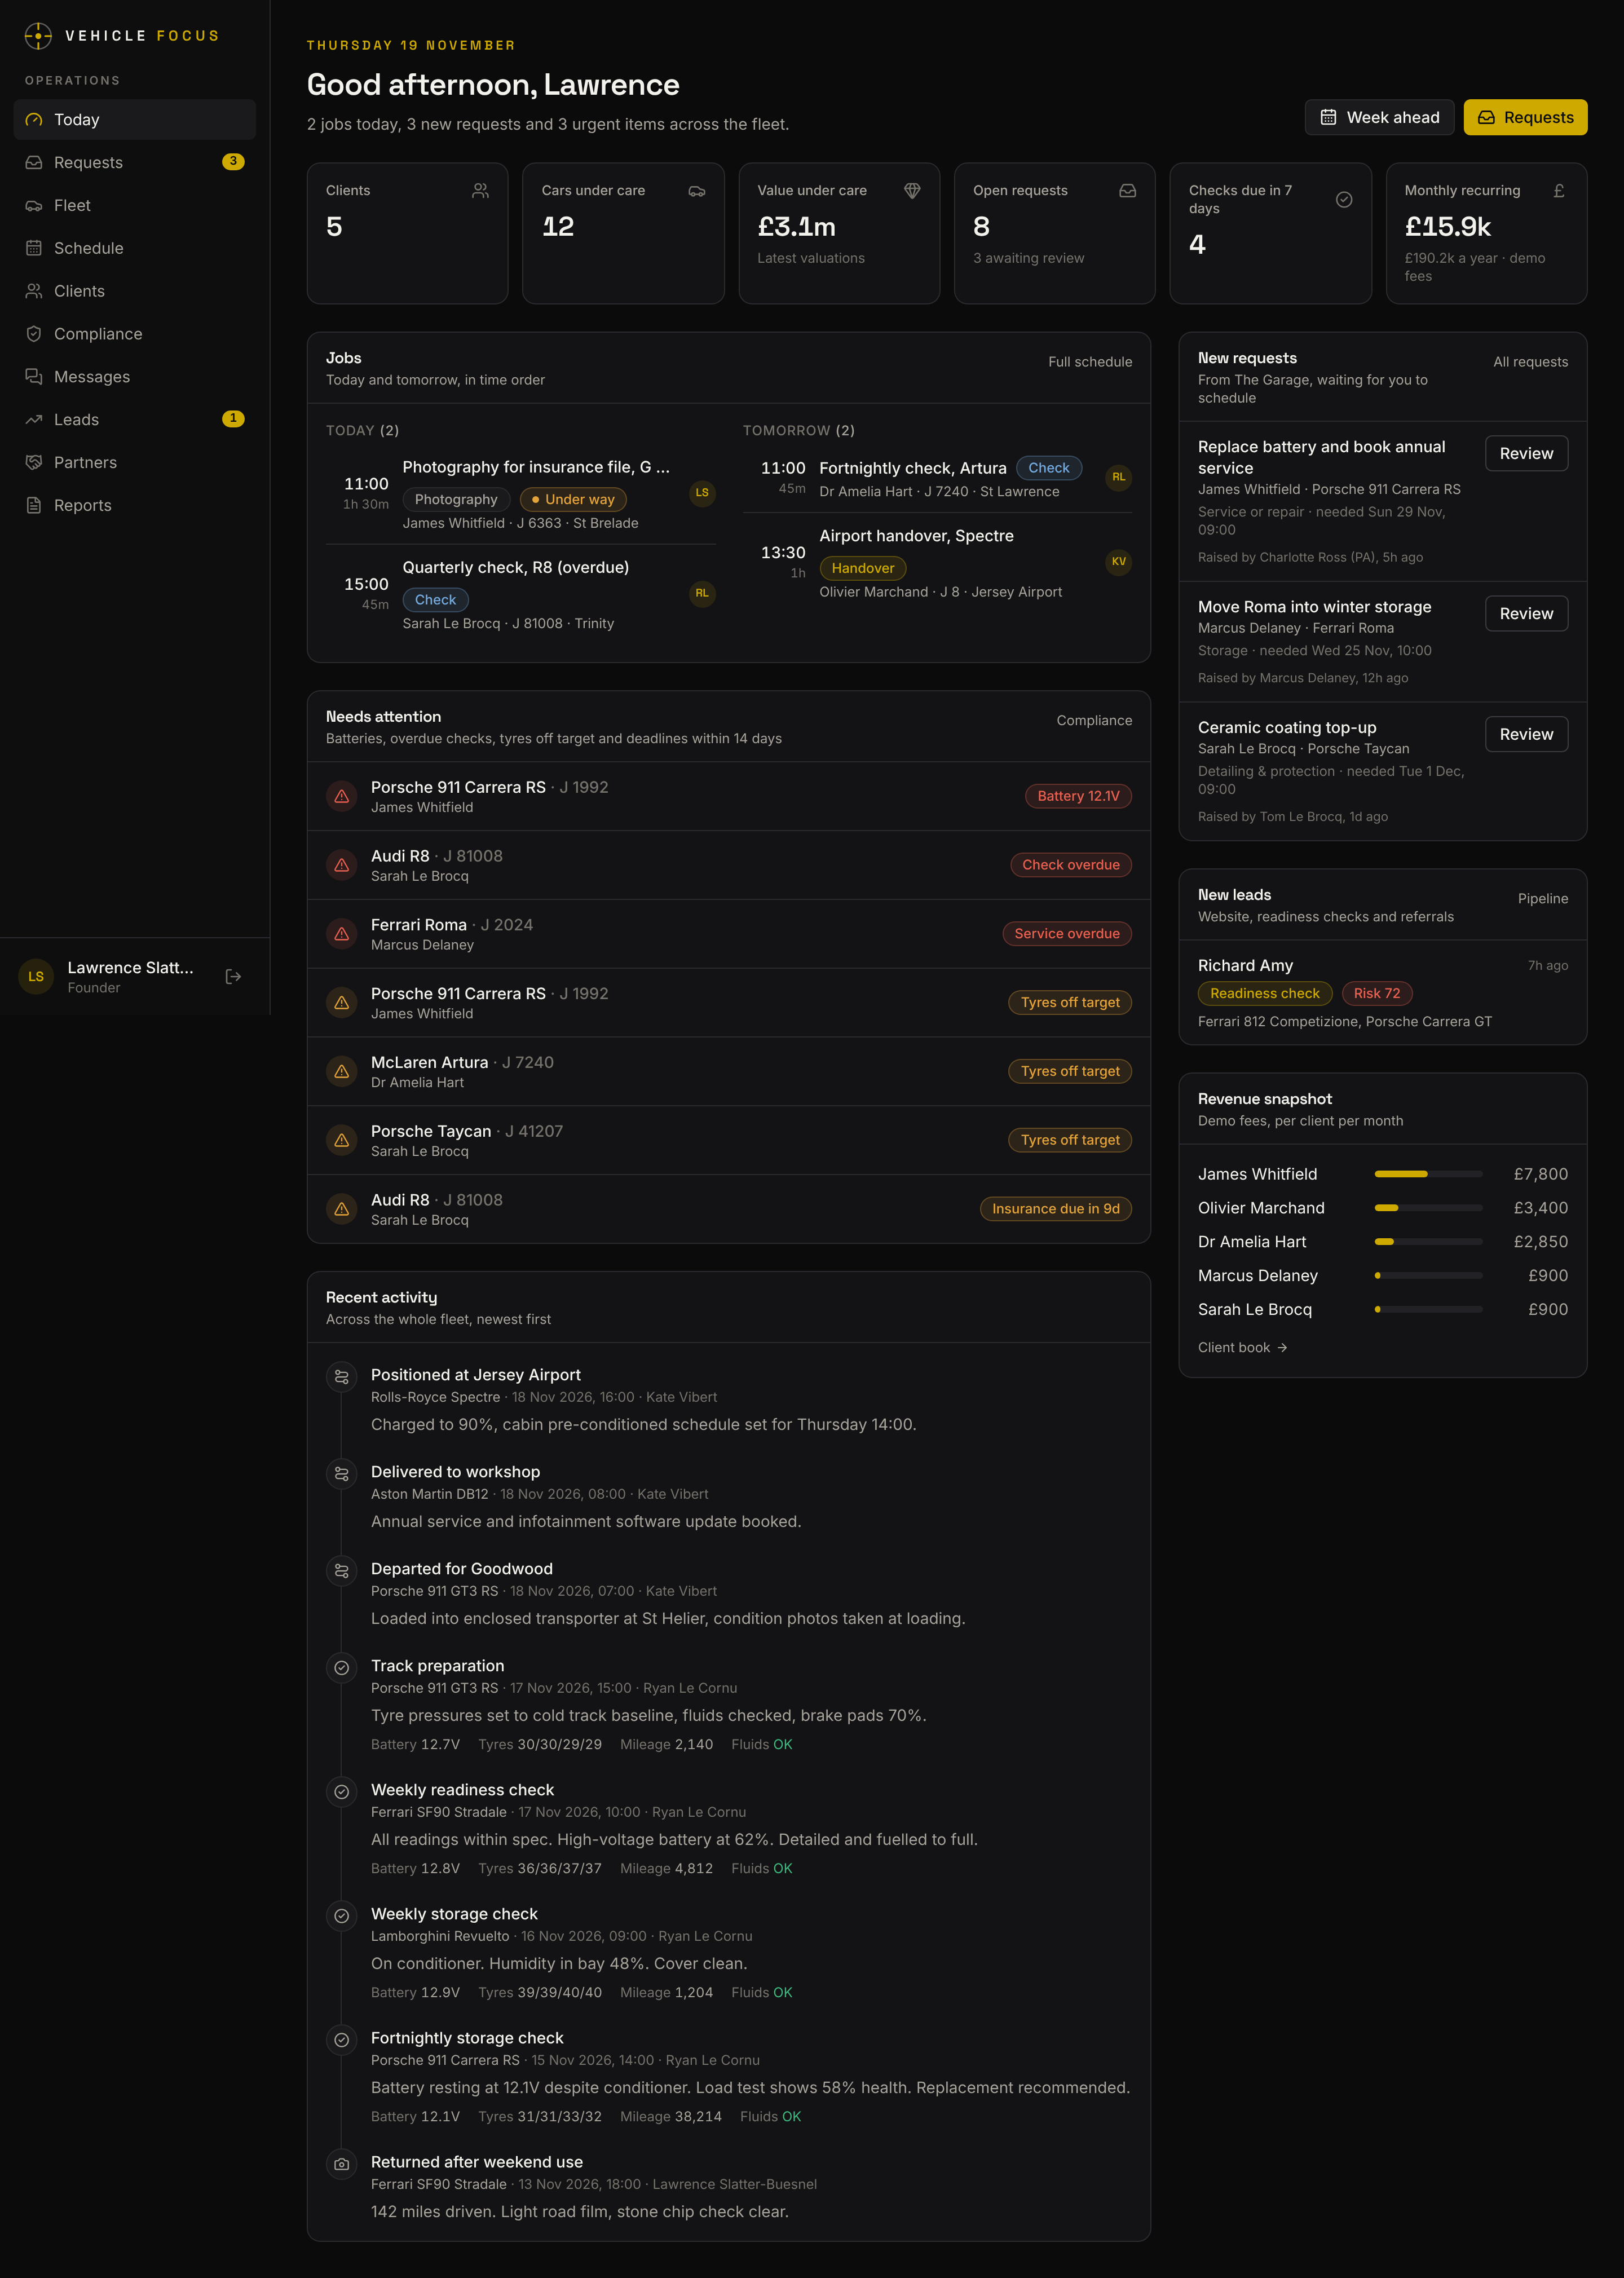 VEHICLE FOCUS
OPERATIONS
Today
Requests 3
Fleet
Schedule
Clients
Compliance
Messages
Leads 1
Partners
Reports
LS
Lawrence Slatt...
Founder
THURSDAY 19 NOVEMBER
Good afternoon, Lawrence
2 jobs today, 3 new requests and 3 urgent items across the fleet.
Week ahead
Requests
Clients
5
Cars under care
12
Value under care
£3.1m
Latest valuations
Open requests
8
3 awaiting review
Checks due in 7
days
4
Monthly recurring £
£15.9k
£190.2k a year · demo
fees
Jobs
Today and tomorrow, in time order
Full schedule
TODAY (2)
11:00
1h 30m
Photography for insurance file, G ...
Photography
Under way
James Whitfield · J 6363 · St Brelade
LS
15:00
45m
Quarterly check, R8 (overdue)
Check
Sarah Le Brocq · J 81008 · Trinity
RL
TOMORROW (2)
11:00
45m
Fortnightly check, Artura
Check
Dr Amelia Hart · J 7240 · St Lawrence
RL
13:30
1h
Airport handover, Spectre
Handover
Olivier Marchand · J 8 · Jersey Airport
KV
Needs attention
Batteries, overdue checks, tyres off target and deadlines within 14 days
Compliance
Porsche 911 Carrera RS · J 1992
James Whitfield
Battery 12.1V
Audi R8 · J 81008
Sarah Le Brocq
Check overdue
Ferrari Roma · J 2024
Marcus Delaney
Service overdue
Porsche 911 Carrera RS · J 1992
James Whitfield
Tyres off target
McLaren Artura · J 7240
Dr Amelia Hart
Tyres off target
Porsche Taycan · J 41207
Sarah Le Brocq
Tyres off target
Audi R8 · J 81008
Sarah Le Brocq
Insurance due in 9d
Recent activity
Across the whole fleet, newest first
Positioned at Jersey Airport
Rolls-Royce Spectre · 18 Nov 2026, 16:00 · Kate Vibert
Charged to 90%, cabin pre-conditioned schedule set for Thursday 14:00.
Delivered to workshop
Aston Martin DB12 · 18 Nov 2026, 08:00 · Kate Vibert
Annual service and infotainment software update booked.
Departed for Goodwood
Porsche 911 GT3 RS · 18 Nov 2026, 07:00 · Kate Vibert
Loaded into enclosed transporter at St Helier, condition photos taken at loading.
Track preparation
Porsche 911 GT3 RS · 17 Nov 2026, 15:00 · Ryan Le Cornu
Tyre pressures set to cold track baseline, fluids checked, brake pads 70%.
Battery 12.7V Tyres 30/30/29/29 Mileage 2,140 Fluids OK
Weekly readiness check
Ferrari SF90 Stradale · 17 Nov 2026, 10:00 · Ryan Le Cornu
All readings within spec. High-voltage battery at 62%. Detailed and fuelled to full.
Battery 12.8V Tyres 36/36/37/37 Mileage 4,812 Fluids OK
Weekly storage check
Lamborghini Revuelto · 16 Nov 2026, 09:00 · Ryan Le Cornu
On conditioner. Humidity in bay 48%. Cover clean.
Battery 12.9V Tyres 39/39/40/40 Mileage 1,204 Fluids OK
Fortnightly storage check
Porsche 911 Carrera RS · 15 Nov 2026, 14:00 · Ryan Le Cornu
Battery resting at 12.1V despite conditioner. Load test shows 58% health. Replacement recommended.
Battery 12.1V Tyres 31/31/33/32 Mileage 38,214 Fluids OK
Returned after weekend use
Ferrari SF90 Stradale · 13 Nov 2026, 18:00 · Lawrence Slatter-Buesnel
142 miles driven. Light road film, stone chip check clear.
New requests
From The Garage, waiting for you to
schedule
All requests
Replace battery and book annual
service
James Whitfield · Porsche 911 Carrera RS
Service or repair · needed Sun 29 Nov,
09:00
Raised by Charlotte Ross (PA), 5h ago
Review
Move Roma into winter storage
Marcus Delaney · Ferrari Roma
Storage · needed Wed 25 Nov, 10:00
Raised by Marcus Delaney, 12h ago
Review
Ceramic coating top-up
Sarah Le Brocq · Porsche Taycan
Detailing & protection · needed Tue 1 Dec,
09:00
Raised by Tom Le Brocq, 1d ago
Review
New leads
Website, readiness checks and referrals
Pipeline
Richard Amy
7h ago
Readiness check
Risk 72
Ferrari 812 Competizione, Porsche Carrera GT
Revenue snapshot
Demo fees, per client per month
James Whitfield £7,800
Olivier Marchand £3,400
Dr Amelia Hart £2,850
Marcus Delaney £900
Sarah Le Brocq £900
Client book →